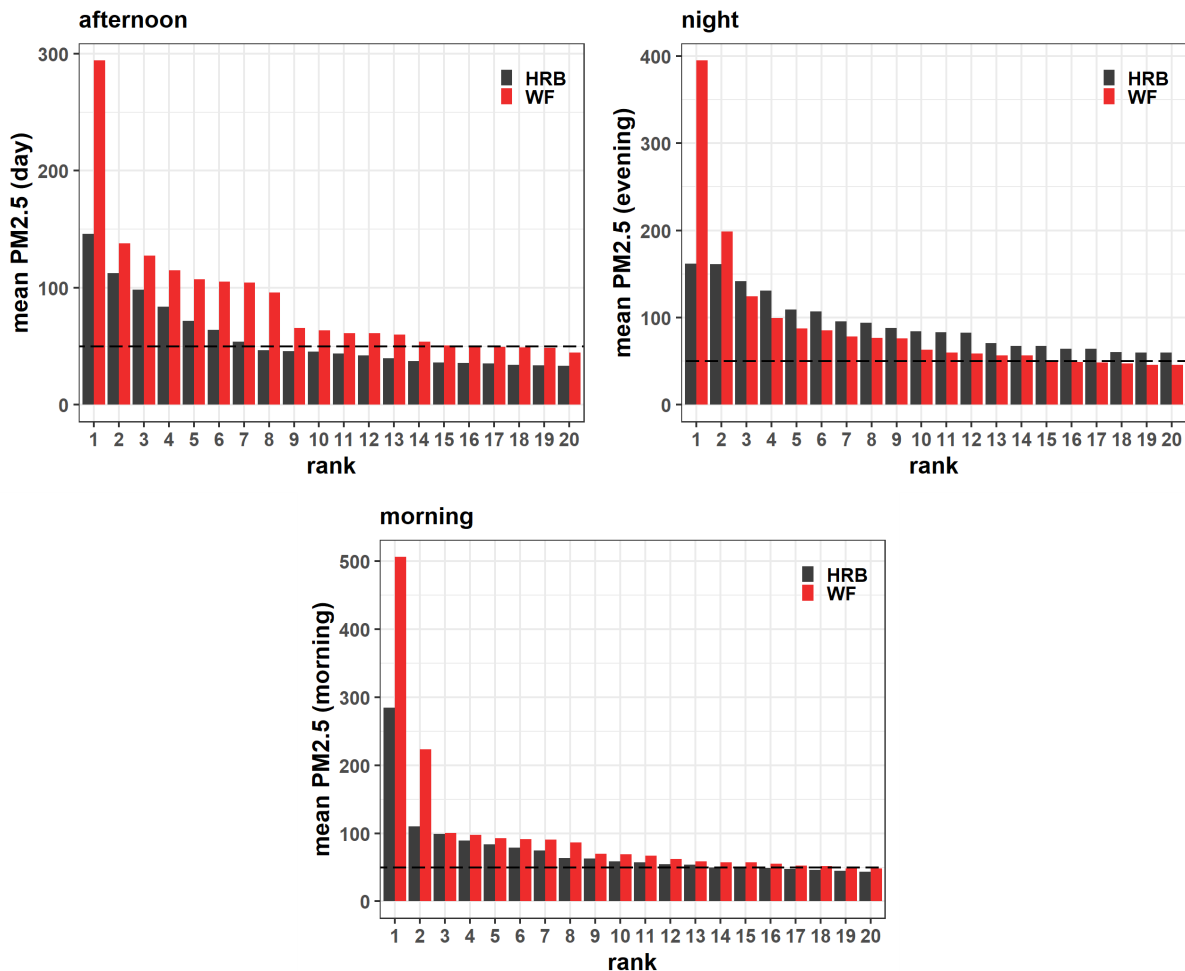 afternoon
mean PM2.5 (day)
300
200
100
0
HRB
WF
1 2 3 4 5 6 7 8 9 10 11 12 13 14 15 16 17 18 19 20
rank
night
mean PM2.5 (evening)
400
300
200
100
0
HRB
WF
1 2 3 4 5 6 7 8 9 10 11 12 13 14 15 16 17 18 19 20
rank
morning
mean PM2.5 (morning)
500
400
300
200
100
0
HRB
WF
1 2 3 4 5 6 7 8 9 10 11 12 13 14 15 16 17 18 19 20
rank